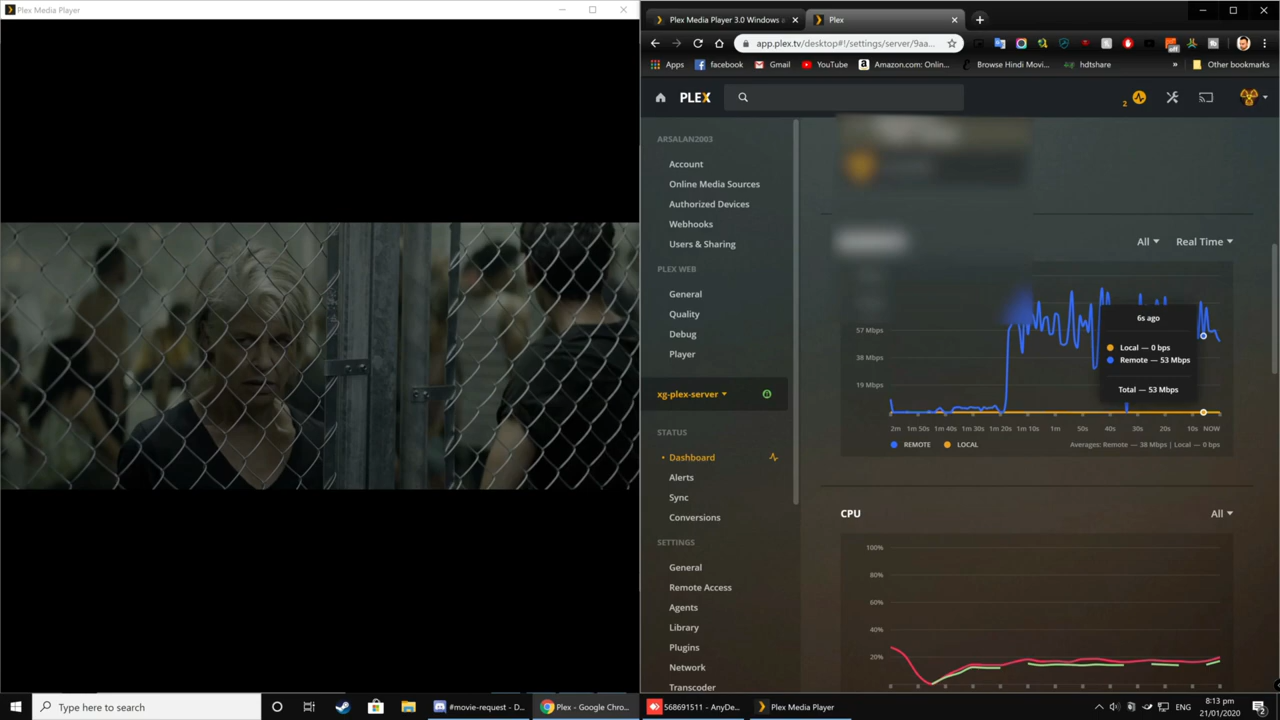 Plex Media Player
Plex Media Player 3.0 Windows a
Plex
app.plex.tv/desktop#!/settings/server/9aa...
Apps
facebook
Gmail
YouTube
Amazon.com: Onlin...
Browse Hindi Movi...
hdtshare
»
Other bookmarks
PLEX
2
ARSALAN2003
Account
Online Media Sources
Authorized Devices
Webhooks
Users & Sharing
PLEX WEB
General
Quality
Debug
Player
xg-plex-server
STATUS
Dashboard
Alerts
Sync
Conversions
SETTINGS
General
Remote Access
Agents
Library
Plugins
Network
Transcoder
All
Real Time
57 Mbps
38 Mbps
19 Mbps
6s ago
Local — 0 bps
Remote — 53 Mbps
Total — 53 Mbps
2m 1m 50s 1m 40s 1m 30s 1m 20s 1m 10s 1m 50s 40s 30s 20s 10s NOW
REMOTE LOCAL
Averages: Remote — 38 Mbps | Local — 0 bps
CPU
All
100%
80%
60%
40%
20%
Type here to search
#movie-request - D...
Plex - Google Chro...
568691511 - AnyDe...
Plex Media Player
ENG
8:13 pm
21/01/2020
2